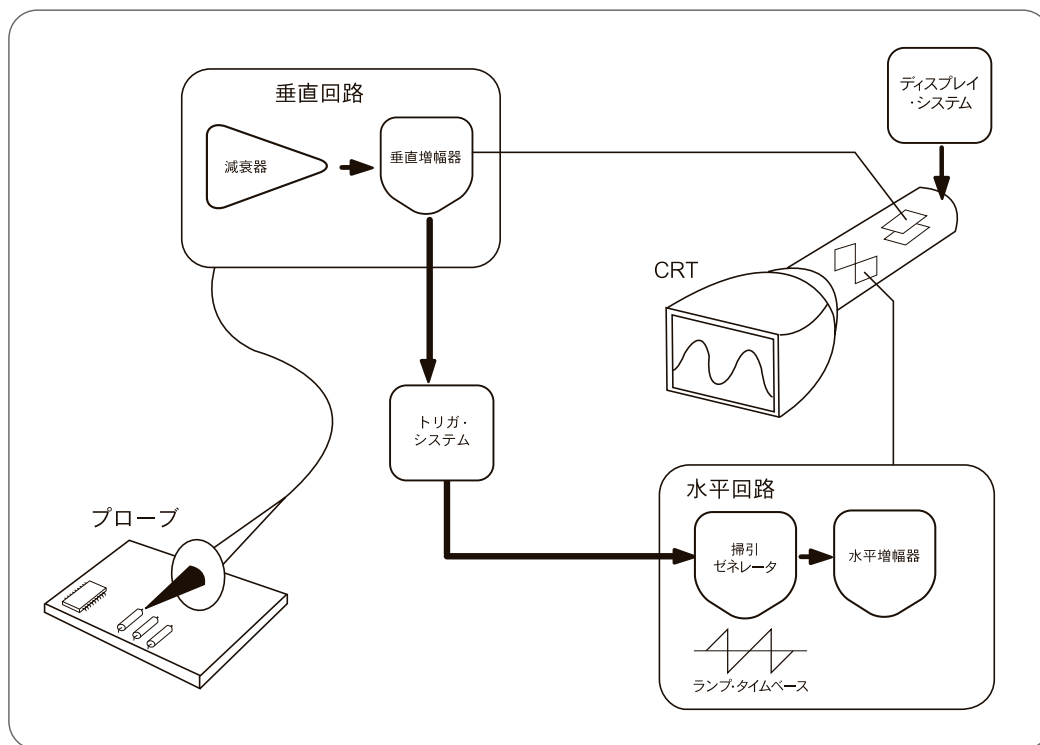 垂直回路
減衰器
垂直増幅器
ディスプレイ
・システム
CRT
トリガ・
システム
プローブ
水平回路
掃引
ゼネレータ
水平増幅器
ランプ・タイムベース